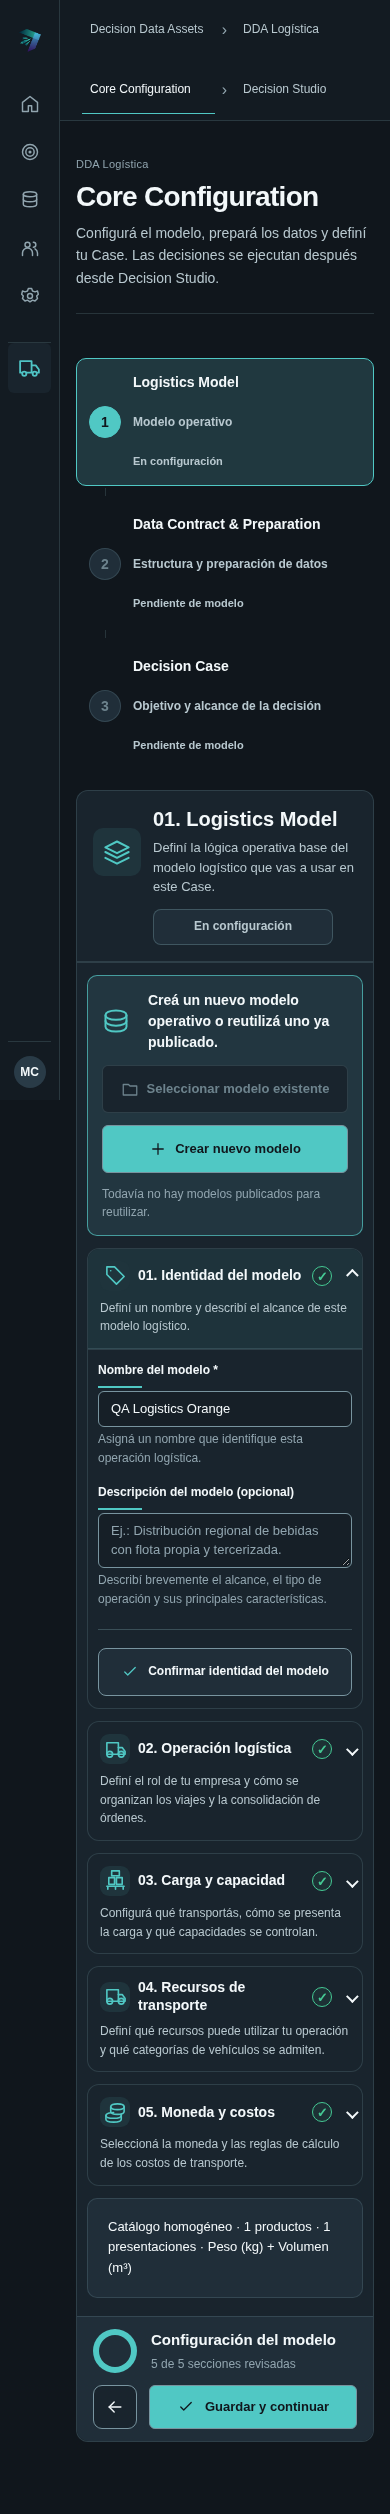 Decision Data Assets › DDA Logística
Core Configuration › Decision Studio
DDA Logística
Core Configuration
Configurá el modelo, prepará los datos y definí
tu Case. Las decisiones se ejecutan después
desde Decision Studio.
Logistics Model
1 Modelo operativo
En configuración
Data Contract & Preparation
2 Estructura y preparación de datos
Pendiente de modelo
Decision Case
3 Objetivo y alcance de la decisión
Pendiente de modelo
01. Logistics Model
Definí la lógica operativa base del
modelo logístico que vas a usar en
este Case.
En configuración
Creá un nuevo modelo
operativo o reutilizá uno ya
publicado.
Seleccionar modelo existente
Crear nuevo modelo
Todavía no hay modelos publicados para
reutilizar.
MC
01. Identidad del modelo
Definí un nombre y describí el alcance de este
modelo logístico.
Nombre del modelo *
QA Logistics Orange
Asigná un nombre que identifique esta
operación logística.
Descripción del modelo (opcional)
Ej.: Distribución regional de bebidas
con flota propia y tercerizada.
Describí brevemente el alcance, el tipo de
operación y sus principales características.
Confirmar identidad del modelo
02. Operación logística
Definí el rol de tu empresa y cómo se
organizan los viajes y la consolidación de
órdenes.
03. Carga y capacidad
Configurá qué transportás, cómo se presenta
la carga y qué capacidades se controlan.
04. Recursos de
transporte
Definí qué recursos puede utilizar tu operación
y qué categorías de vehículos se admiten.
05. Moneda y costos
Seleccioná la moneda y las reglas de cálculo
de los costos de transporte.
Catálogo homogéneo · 1 productos · 1
presentaciones · Peso (kg) + Volumen
(m³)
Configuración del modelo
5 de 5 secciones revisadas
Guardar y continuar